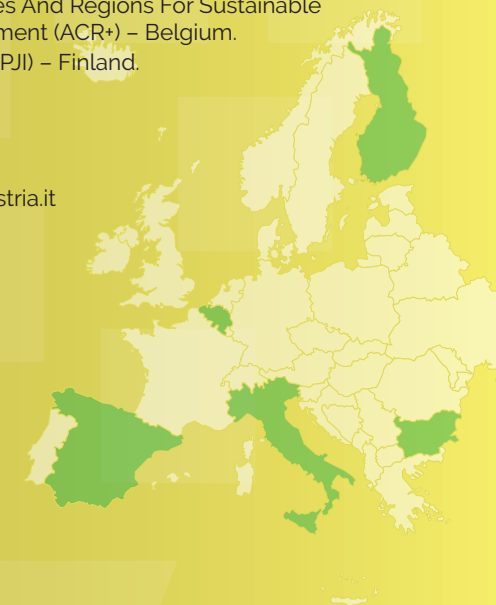 es And Regions For Sustainable
ment (ACR+) – Belgium.
PJI) – Finland.
stria.it